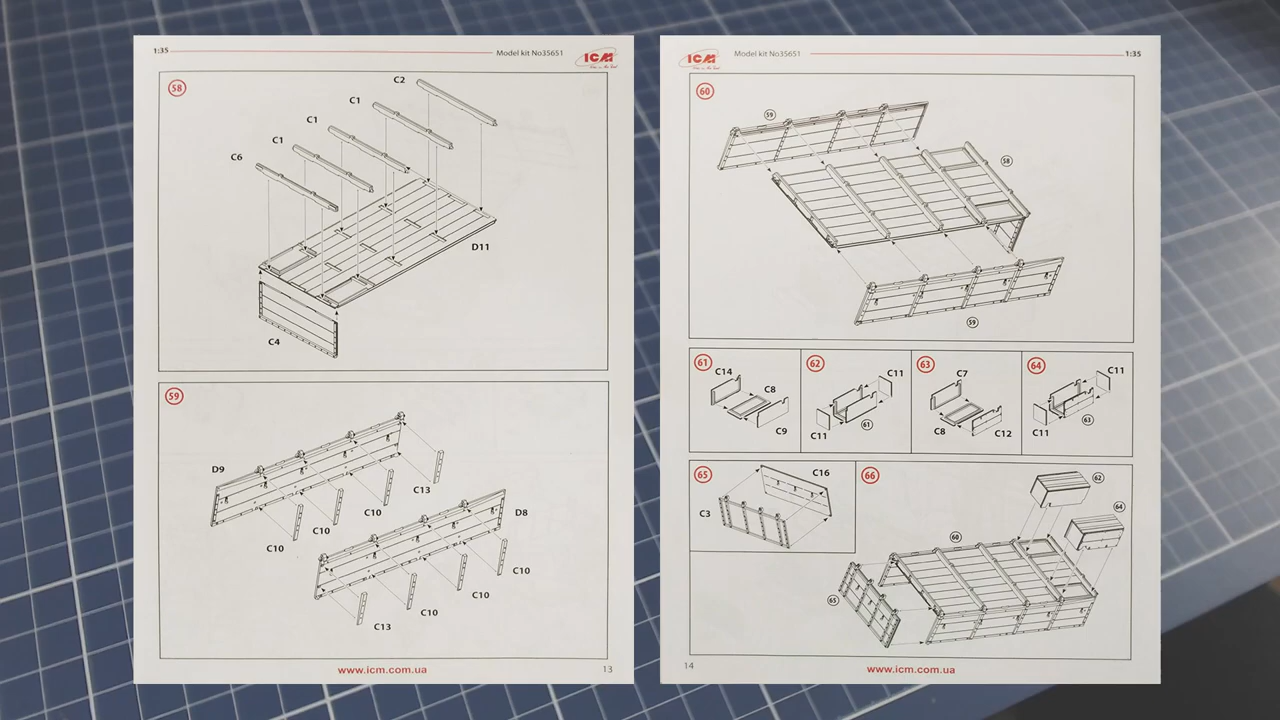 1:35
Model kit No35651
ICM
58
C2
C1
C1
C1
C6
D11
C4
59
D9
C13
C10
C10
C10
D8
C10
C10
C10
C13
www.icm.com.ua
13
ICM
Model kit No35651
1:35
60
59
58
59
61
C14
C8
C9
62
C11
C11
61
63
C7
C8
C12
64
C11
C11
63
65
C16
C3
66
62
64
60
65
14
www.icm.com.ua